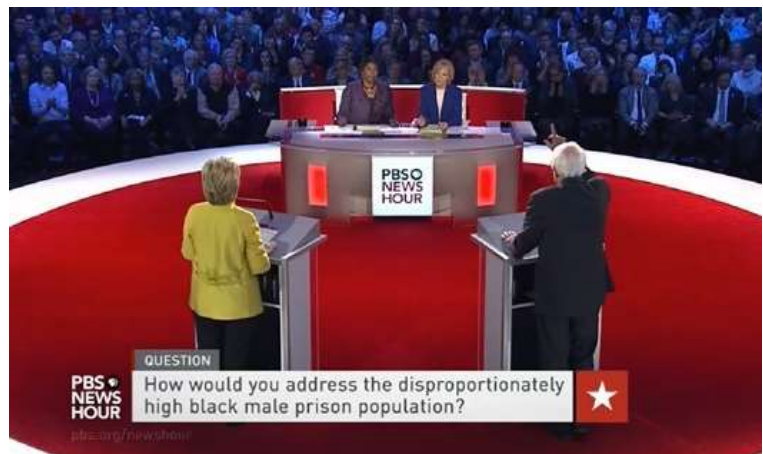 PBS
NEWS
HOUR
QUESTION
How would you address the disproportionately
high black male prison population?
PBS
NEWS
HOUR
pbs.org/newshour